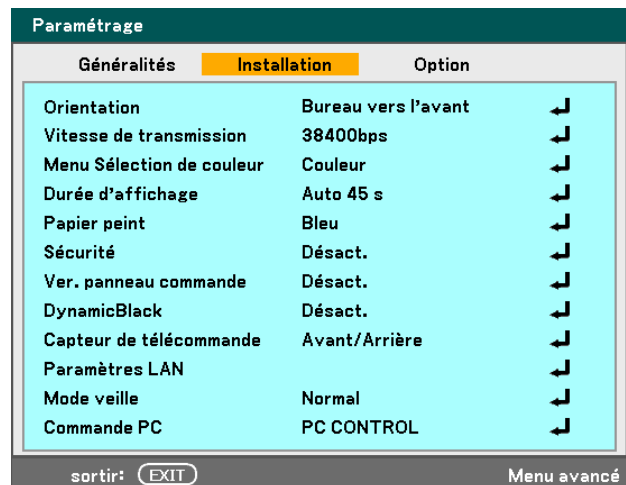 Paramétrage
Généralités Installation Option
Orientation Bureau vers l'avant
Vitesse de transmission 38400bps
Menu Sélection de couleur Couleur
Durée d'affichage Auto 45 s
Papier peint Bleu
Sécurité Désact.
Ver. panneau commande Désact.
DynamicBlack Désact.
Capteur de télécommande Avant/Arrière
Paramètres LAN
Mode veille Normal
Commande PC PC CONTROL
sortir: EXIT Menu avancé